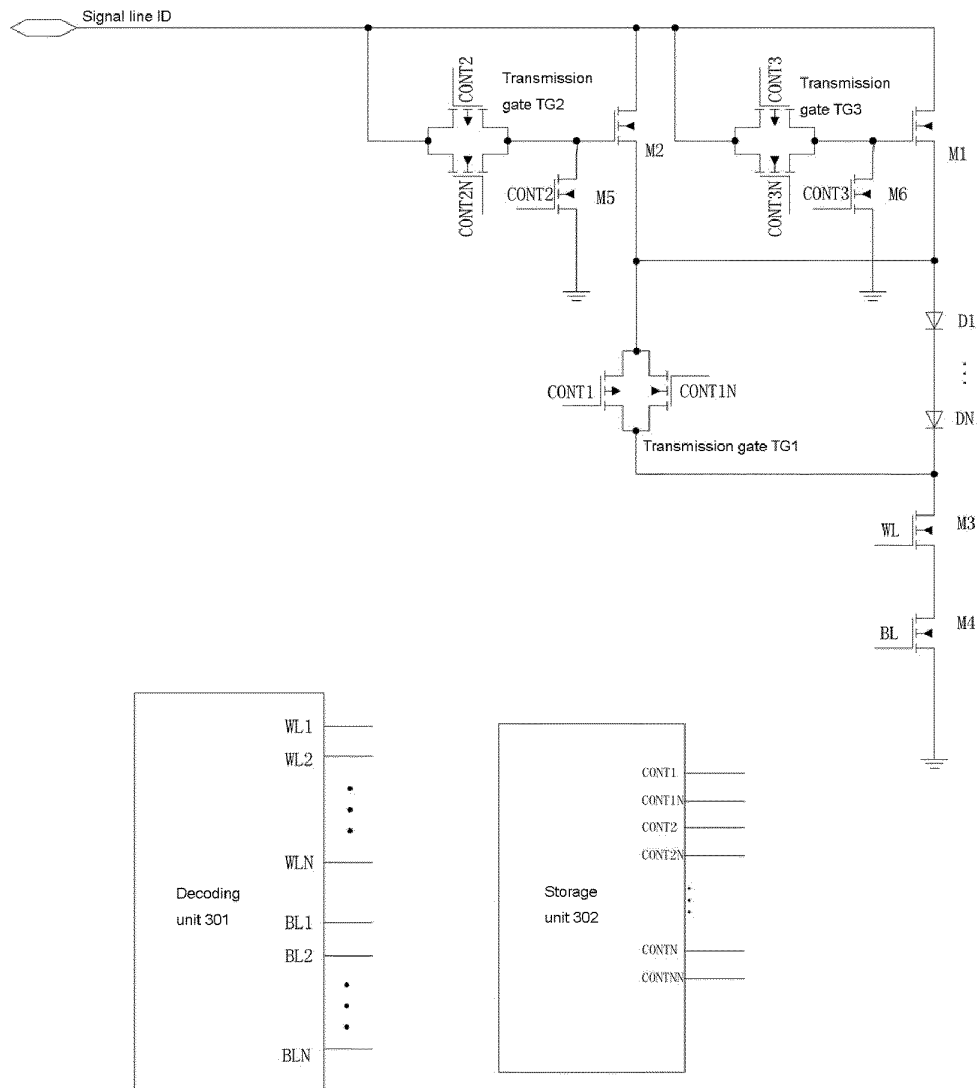 Signal line ID
CONT2
Transmission
gate TG2
CONT3
Transmission
gate TG3
M2
M1
CONT2N
CONT2
M5
CONT3N
CONT3
M6
D1
CONT1
CONT1N
DN
Transmission gate TG1
WL
M3
BL
M4
WL1
WL2
WLN
Decoding
unit 301
BL1
BL2
BLN
CONT1
CONT1N
CONT2
CONT2N
Storage
unit 302
CONTN
CONTNN